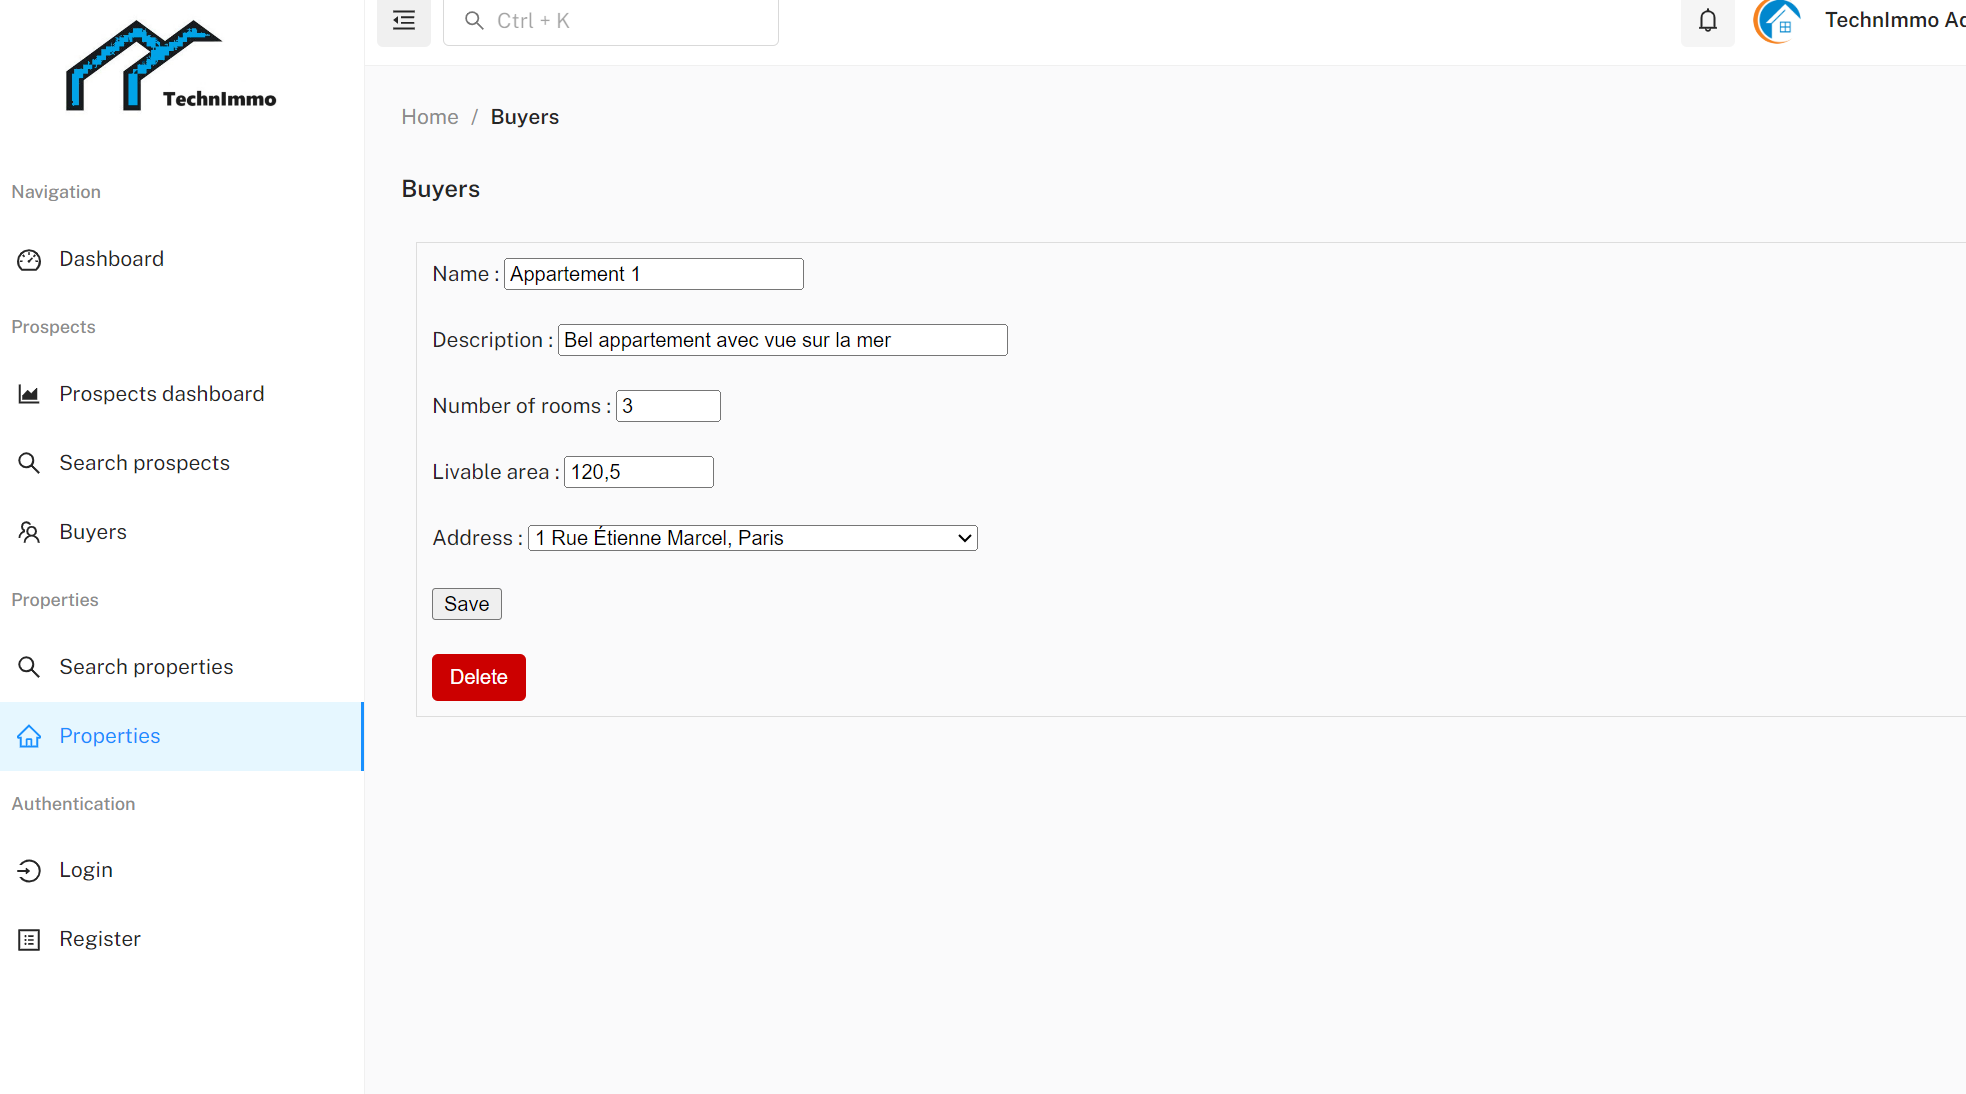 TechnImmo
Ctrl + K
TechnImmo Ad
Home / Buyers
Buyers
Navigation
Dashboard
Prospects
Prospects dashboard
Search prospects
Buyers
Properties
Search properties
Properties
Authentication
Login
Register
Name : Appartement 1
Description : Bel appartement avec vue sur la mer
Number of rooms : 3
Livable area : 120,5
Address : 1 Rue Étienne Marcel, Paris
Save
Delete